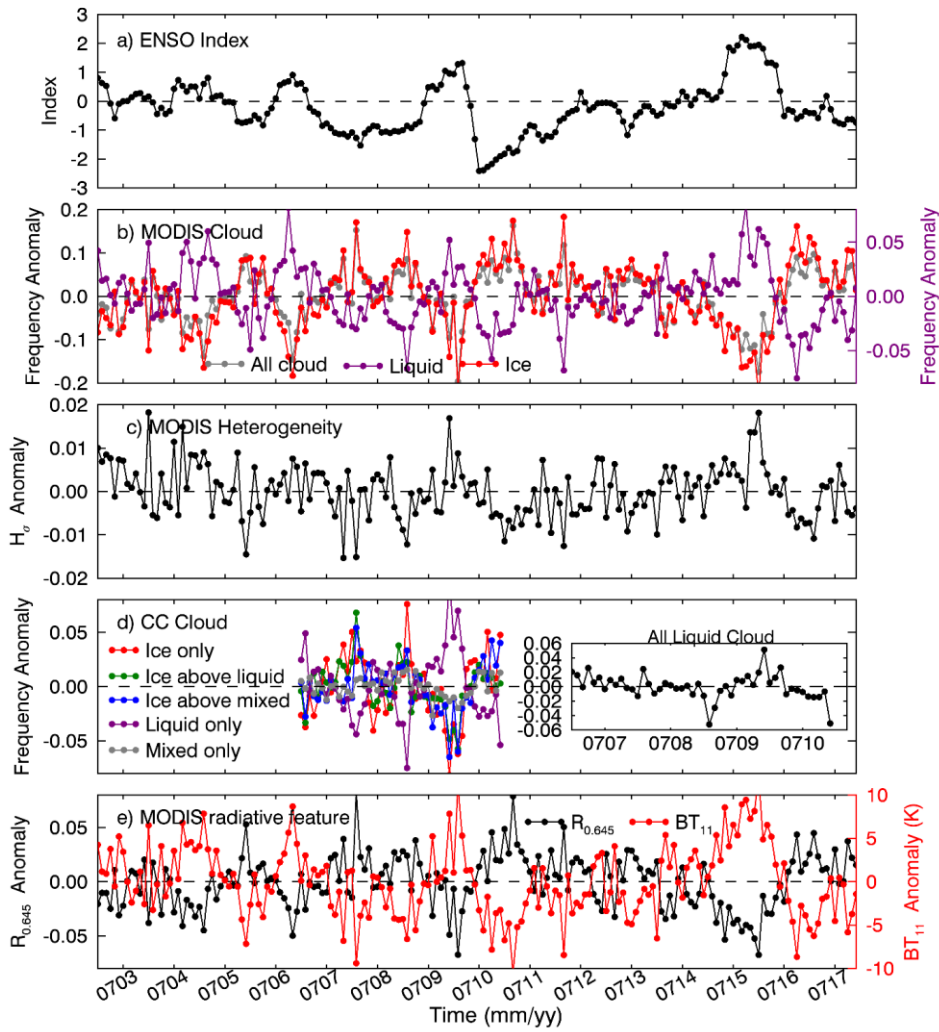 a) ENSO Index
Index
3
2
1
0
-1
-2
-3
b) MODIS Cloud
Frequency Anomaly
0.2
0.1
0.0
-0.1
-0.2
0.05
0.00
-0.05
Frequency Anomaly
All cloud
Liquid
Ice
c) MODIS Heterogeneity
Hσ Anomaly
0.02
0.01
0.00
-0.01
-0.02
d) CC Cloud
Frequency Anomaly
0.05
0.00
-0.05
Ice only
Ice above liquid
Ice above mixed
Liquid only
Mixed only
All Liquid Cloud
0.06
0.04
0.02
0.00
-0.02
-0.04
-0.06
0707 0708 0709 0710
e) MODIS radiative feature
R0.645 Anomaly
0.05
0.00
-0.05
R0.645
BT11
10
5
0
-5
-10
BT11 Anomaly (K)
0703 0704 0705 0706 0707 0708 0709 0710 0711 0712 0713 0714 0715 0716 0717
Time (mm/yy)